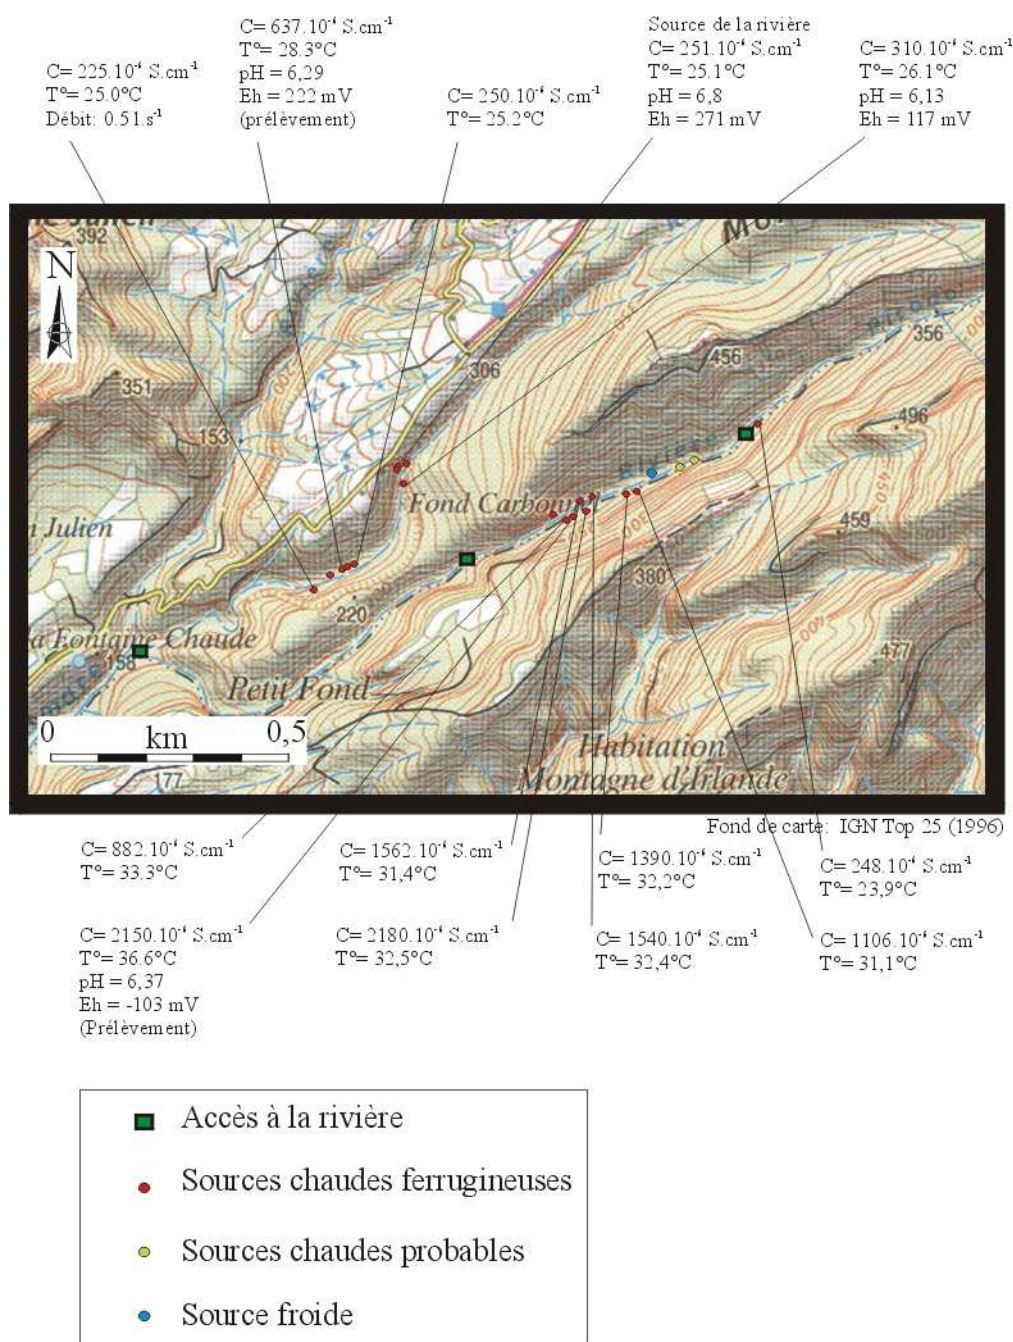 C= 637.10⁻⁶ S.cm⁻¹
T°= 28.3°C
pH = 6,29
Eh = 222 mV
(prélèvement)
Source de la rivière
C= 251.10⁻⁶ S.cm⁻¹
T°= 25.1°C
pH = 6,8
Eh = 271 mV
C= 310.10⁻⁶ S.cm⁻¹
T°= 26.1°C
pH = 6,13
Eh = 117 mV
C= 225.10⁻⁶ S.cm⁻¹
T°= 25.0°C
Débit: 0.51.s⁻¹
C= 250.10⁻⁶ S.cm⁻¹
T°= 25.2°C
Julien
392
N
356
456
306
351
153
496
Rivière
Fond Carbonn
450
Julien
459
380
220
400
Fontaine Chaude
158
477
Petit Fond
0 km 0,5
Habitation
Montagne d'Irlande
177
Fond de carte: IGN Top 25 (1996)
C= 882.10⁻⁶ S.cm⁻¹
T°= 33.3°C
C= 1562.10⁻⁶ S.cm⁻¹
T°= 31,4°C
C= 1390.10⁻⁶ S.cm⁻¹
T°= 32,2°C
C= 248.10⁻⁶ S.cm⁻¹
T°= 23,9°C
C= 2150.10⁻⁶ S.cm⁻¹
T°= 36.6°C
pH = 6,37
Eh = -103 mV
(Prélèvement)
C= 2180.10⁻⁶ S.cm⁻¹
T°= 32,5°C
C= 1540.10⁻⁶ S.cm⁻¹
T°= 32,4°C
C= 1106.10⁻⁶ S.cm⁻¹
T°= 31,1°C
Accès à la rivière
Sources chaudes ferrugineuses
Sources chaudes probables
Source froide